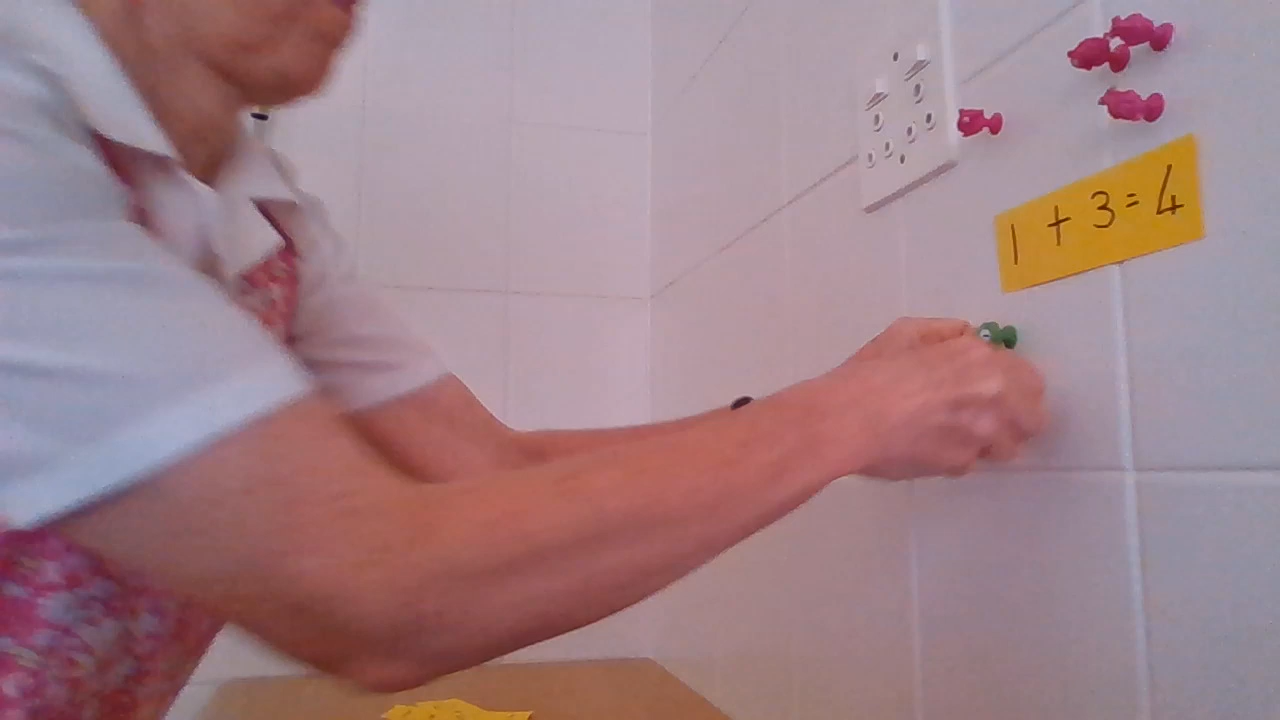 1 + 3 = 4